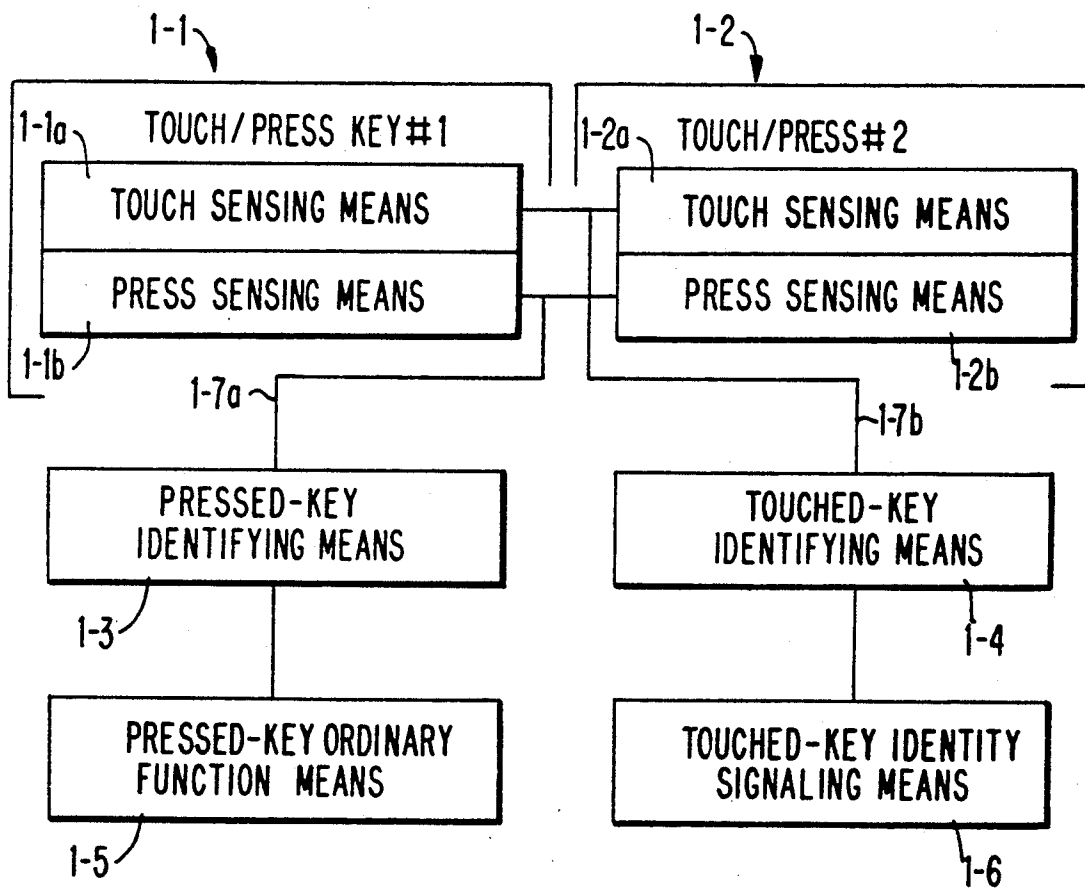 1-1
1-2
1-1a
TOUCH/PRESS KEY#1
1-2a
TOUCH/PRESS#2
TOUCH SENSING MEANS
TOUCH SENSING MEANS
PRESS SENSING MEANS
PRESS SENSING MEANS
1-1b
1-2b
1-7a
1-7b
PRESSED-KEY
IDENTIFYING MEANS
TOUCHED-KEY
IDENTIFYING MEANS
1-3
1-4
PRESSED-KEY ORDINARY
FUNCTION MEANS
TOUCHED-KEY IDENTITY
SIGNALING MEANS
1-5
1-6